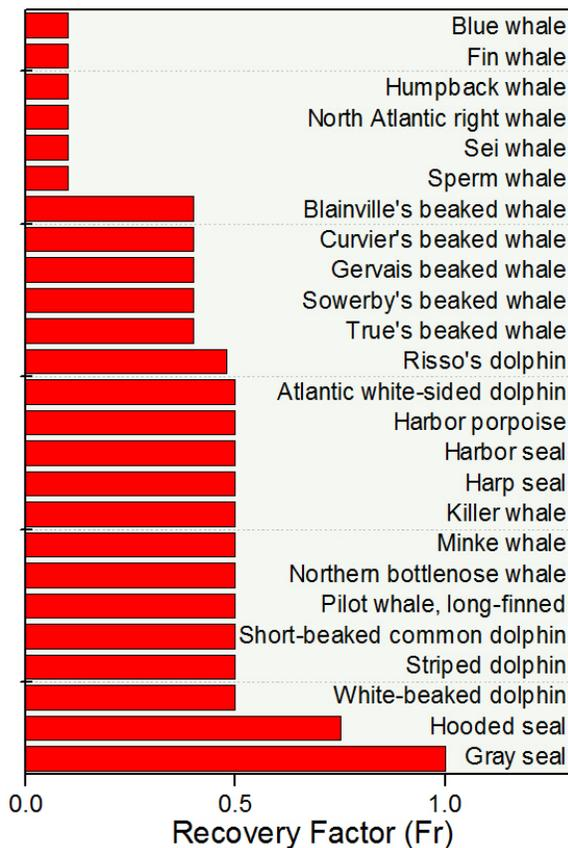 Blue whale
Fin whale
Humpback whale
North Atlantic right whale
Sei whale
Sperm whale
Blainville's beaked whale
Curvier's beaked whale
Gervais beaked whale
Sowerby's beaked whale
True's beaked whale
Risso's dolphin
Atlantic white-sided dolphin
Harbor porpoise
Harbor seal
Harp seal
Killer whale
Minke whale
Northern bottlenose whale
Pilot whale, long-finned
Short-beaked common dolphin
Striped dolphin
White-beaked dolphin
Hooded seal
Gray seal
0.0 0.5 1.0
Recovery Factor (Fr)